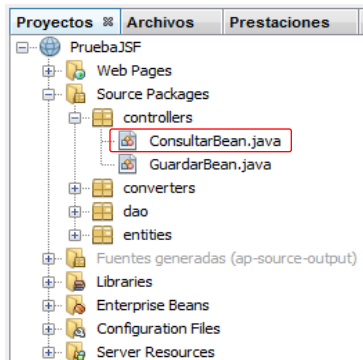 Proyectos Archivos Prestaciones
PruebaJSF
Web Pages
Source Packages
controllers
ConsultarBean.java
GuardarBean.java
converters
dao
entities
Fuentes generadas (ap-source-output)
Libraries
Enterprise Beans
Configuration Files
Server Resources